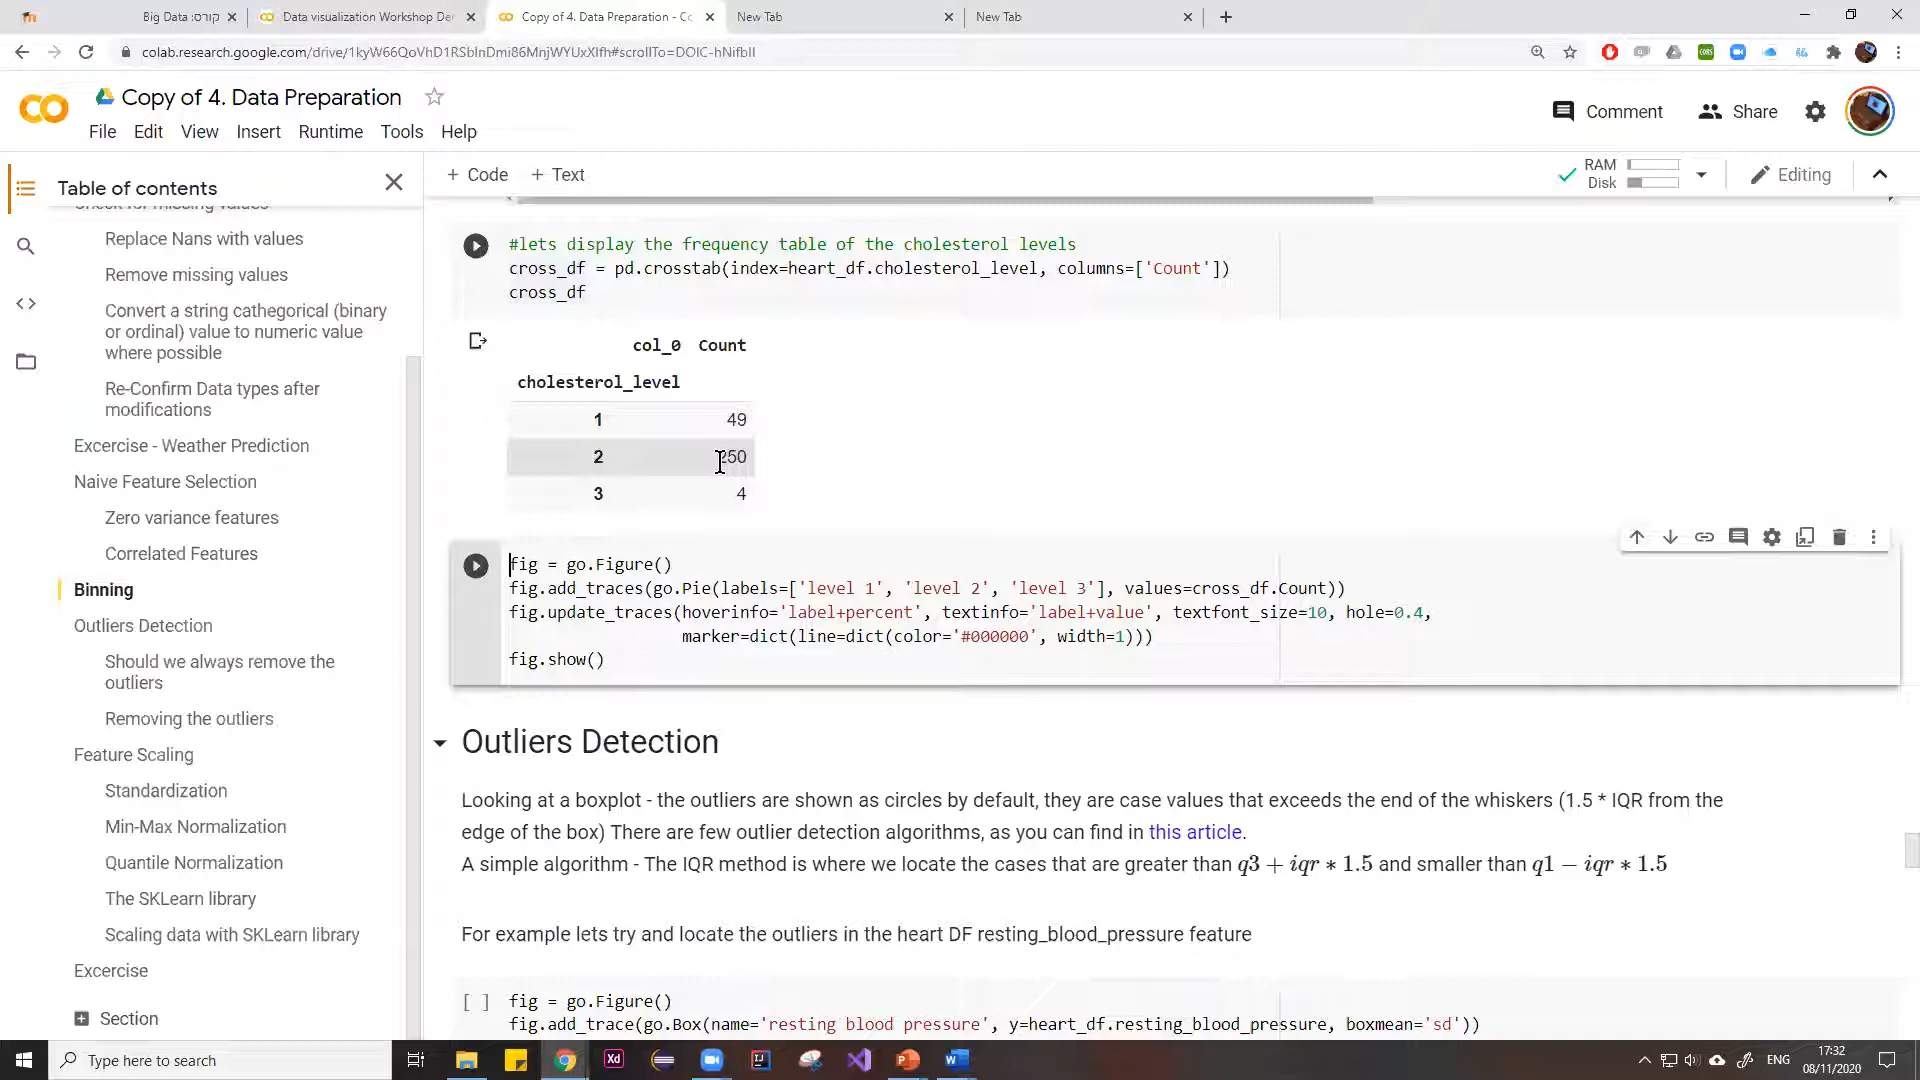 קורס: Big Data
Data visualization Workshop De
Copy of 4. Data Preparation - Co
New Tab
New Tab
colab.research.google.com/drive/1kyW66QoVhD1RSbInDmi86MnjWYUxXIfh#scrollTo=DOIC-hNifbII
Copy of 4. Data Preparation
File Edit View Insert Runtime Tools Help
Comment
Share
Table of contents
+ Code + Text
RAM
Disk
Editing
Check for missing values
Replace Nans with values
Remove missing values
Convert a string cathegorical (binary
or ordinal) value to numeric value
where possible
Re-Confirm Data types after
modifications
Excercise - Weather Prediction
Naive Feature Selection
Zero variance features
Correlated Features
Binning
Outliers Detection
Should we always remove the
outliers
Removing the outliers
Feature Scaling
Standardization
Min-Max Normalization
Quantile Normalization
The SKLearn library
Scaling data with SKLearn library
Excercise
Section
#lets display the frequency table of the cholesterol levels
cross_df = pd.crosstab(index=heart_df.cholesterol_level, columns=['Count'])
cross_df
col_0 Count
cholesterol_level
1 49
2 250
3 4
fig = go.Figure()
fig.add_traces(go.Pie(labels=['level 1', 'level 2', 'level 3'], values=cross_df.Count))
fig.update_traces(hoverinfo='label+percent', textinfo='label+value', textfont_size=10, hole=0.4,
marker=dict(line=dict(color='#000000', width=1)))
fig.show()
Outliers Detection
Looking at a boxplot - the outliers are shown as circles by default, they are case values that exceeds the end of the whiskers (1.5 * IQR from the
edge of the box) There are few outlier detection algorithms, as you can find in this article.
A simple algorithm - The IQR method is where we locate the cases that are greater than q3 + iqr * 1.5 and smaller than q1 − iqr * 1.5
For example lets try and locate the outliers in the heart DF resting_blood_pressure feature
[ ] fig = go.Figure()
fig.add_trace(go.Box(name='resting blood pressure', y=heart_df.resting_blood_pressure, boxmean='sd'))
Type here to search
ENG
17:32
08/11/2020